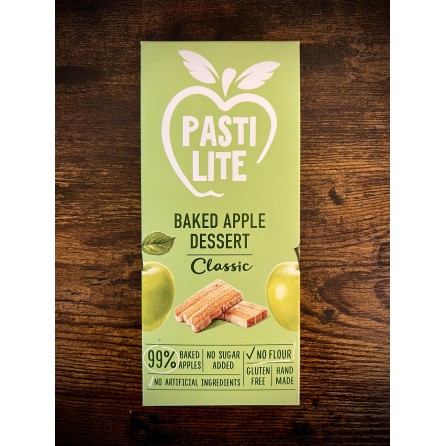 PASTI
LITE
BAKED APPLE
DESSERT
Classic
99% BAKED APPLES
NO SUGAR ADDED
NO FLOUR
GLUTEN FREE
HAND MADE
NO ARTIFICIAL INGREDIENTS